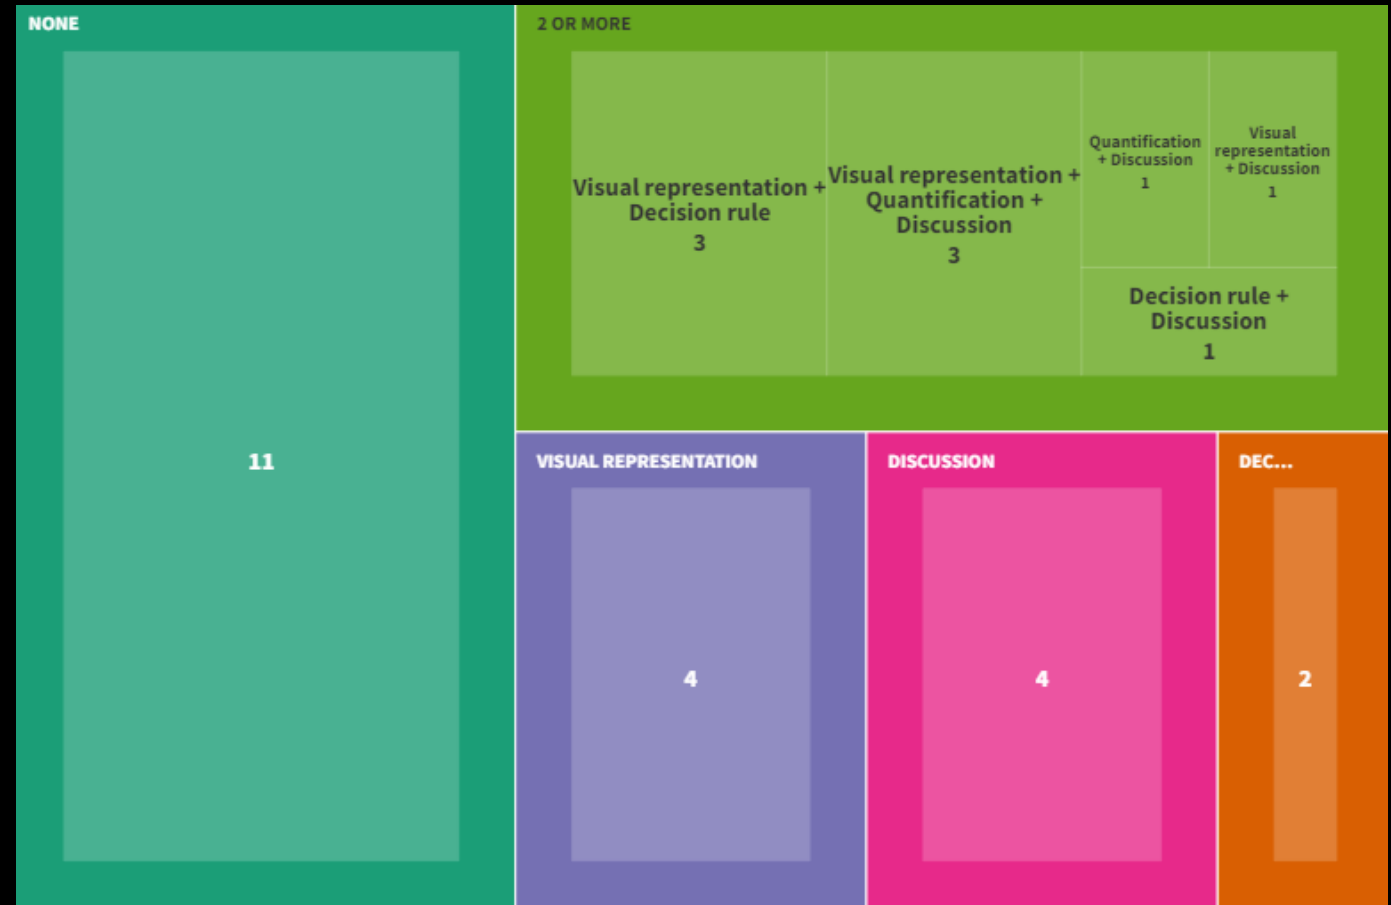 NONE
11
2 OR MORE
Visual representation +
Decision rule
3
Visual representation +
Quantification +
Discussion
3
Quantification
+ Discussion
1
Visual
representation
+ Discussion
1
Decision rule +
Discussion
1
VISUAL REPRESENTATION
4
DISCUSSION
4
DEC...
2